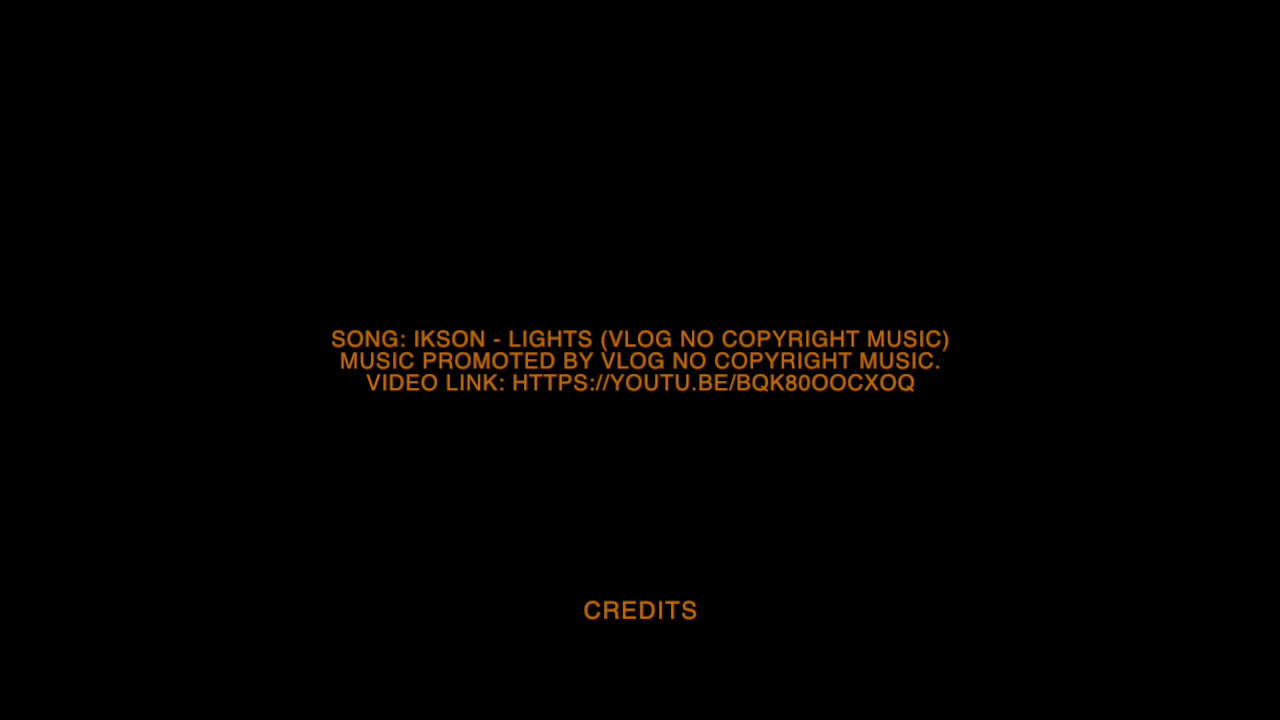 SONG: IKSON - LIGHTS (VLOG NO COPYRIGHT MUSIC)
MUSIC PROMOTED BY VLOG NO COPYRIGHT MUSIC.
VIDEO LINK: HTTPS://YOUTU.BE/BQK80OOCXOQ
CREDITS